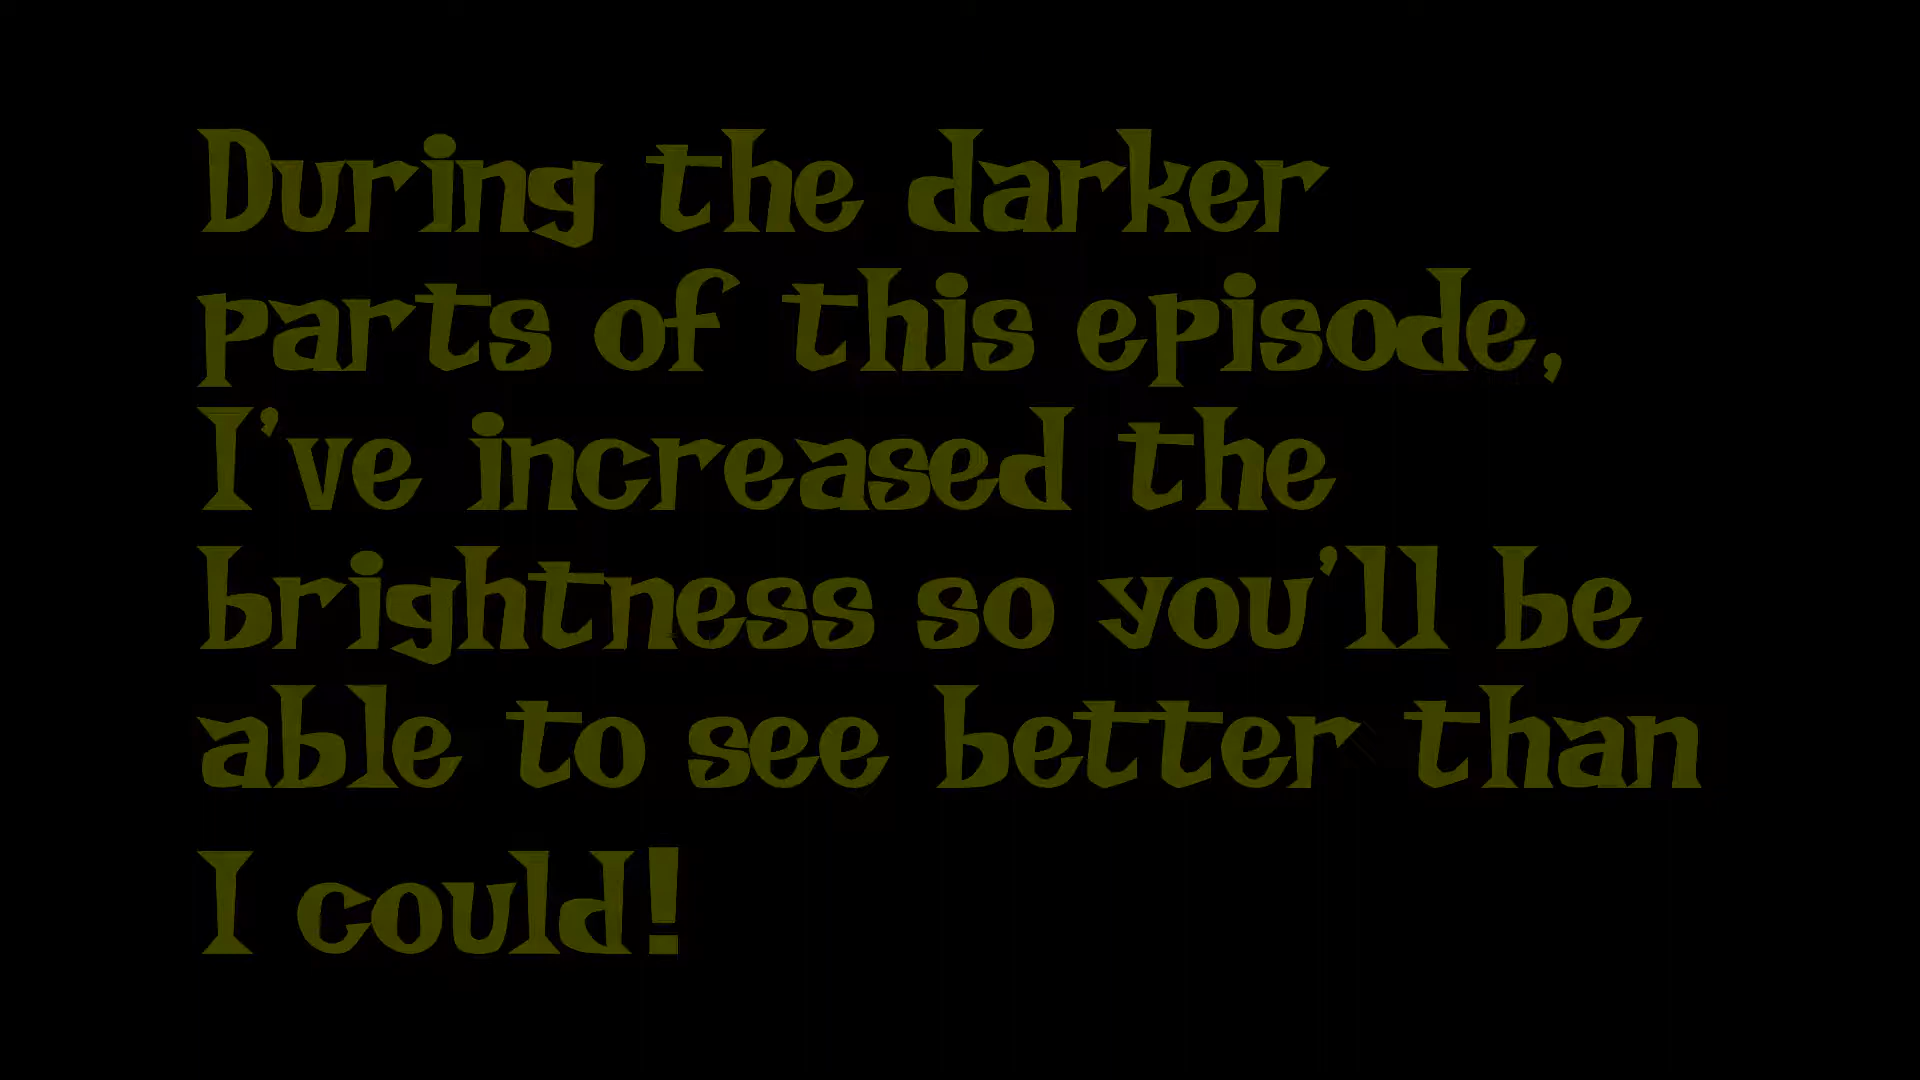 During the darker
parts of this episode,
I've increased the
brightness so you'll be
able to see better than
I could!